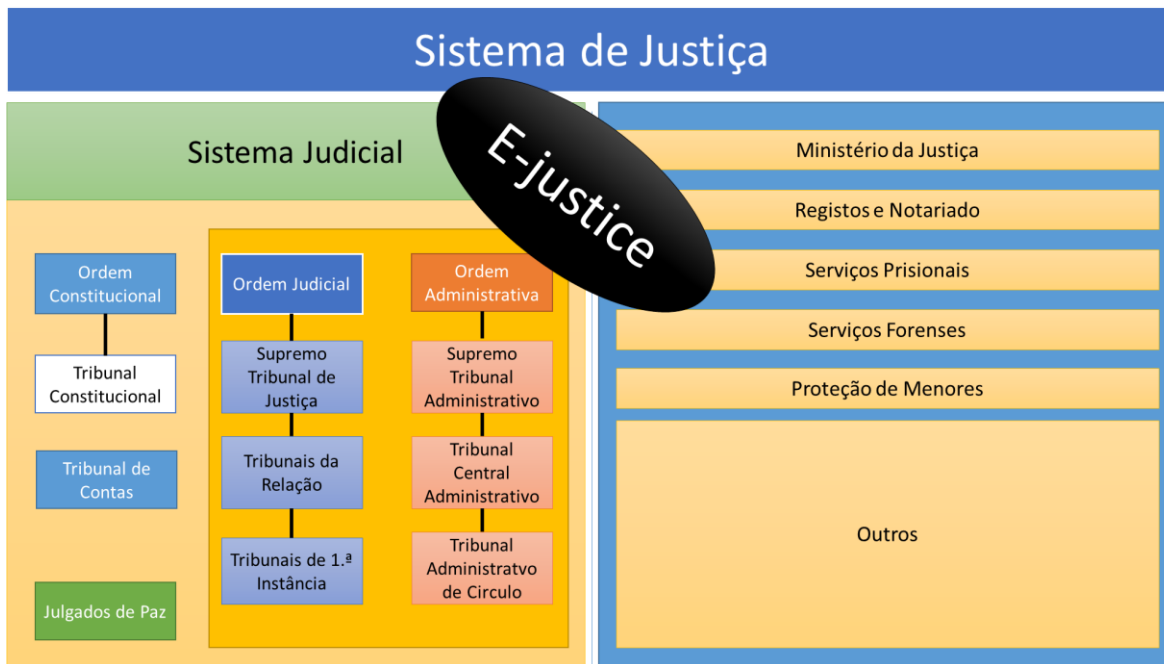 Sistema de Justiça
Sistema Judicial
E-justice
Ordem
Constitucional
Tribunal
Constitucional
Tribunal de
Contas
Julgados de Paz
Ordem Judicial
Supremo
Tribunal de
Justiça
Tribunais da
Relação
Tribunais de 1.ª
Instância
Ordem
Administrativa
Supremo
Tribunal
Administrativo
Tribunal
Central
Administrativo
Tribunal
Administratvo
de Circulo
Ministério da Justiça
Registos e Notariado
Serviços Prisionais
Serviços Forenses
Proteção de Menores
Outros